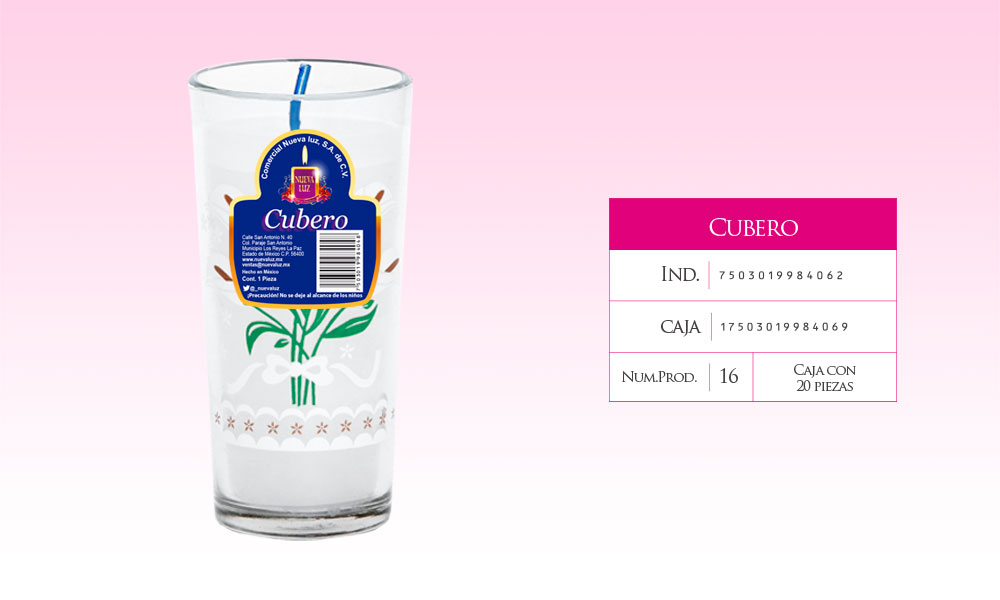 Comercial Nueva luz, S.A. de C.V.
NUEVA
LUZ
Cubero
Calle San Antonio N. 40
Col. Paraje San Antonio
Municipio Los Reyes La Paz
Estado de México C.P. 56400
www.nuevaluz.mx
ventas@nuevaluz.mx
Hecho en México
Cont. 1 Pieza
@_nuevaluz
¡Precaución! No se deje al alcance de los niños
7503019984048
Cubero
Ind. 7503019984062
caja 17503019984069
Num.Prod. 16
Caja con
20 piezas